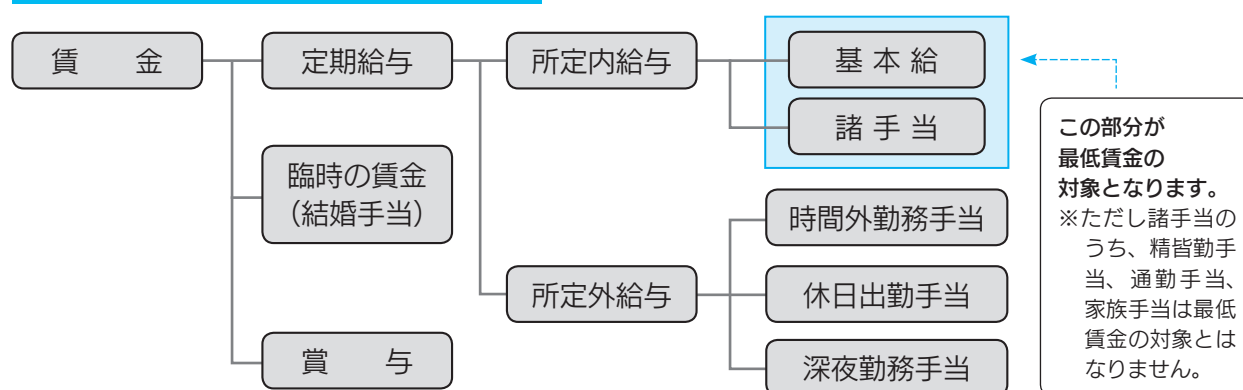 賃　金
定期給与
所定内給与
基 本 給
諸 手 当
臨時の賃金
（結婚手当）
時間外勤務手当
所定外給与
休日出勤手当
賞　与
深夜勤務手当
この部分が
最低賃金の
対象となります。
※ただし諸手当の
うち、精皆勤手
当、通勤手当、
家族手当は最低
賃金の対象とは
なりません。